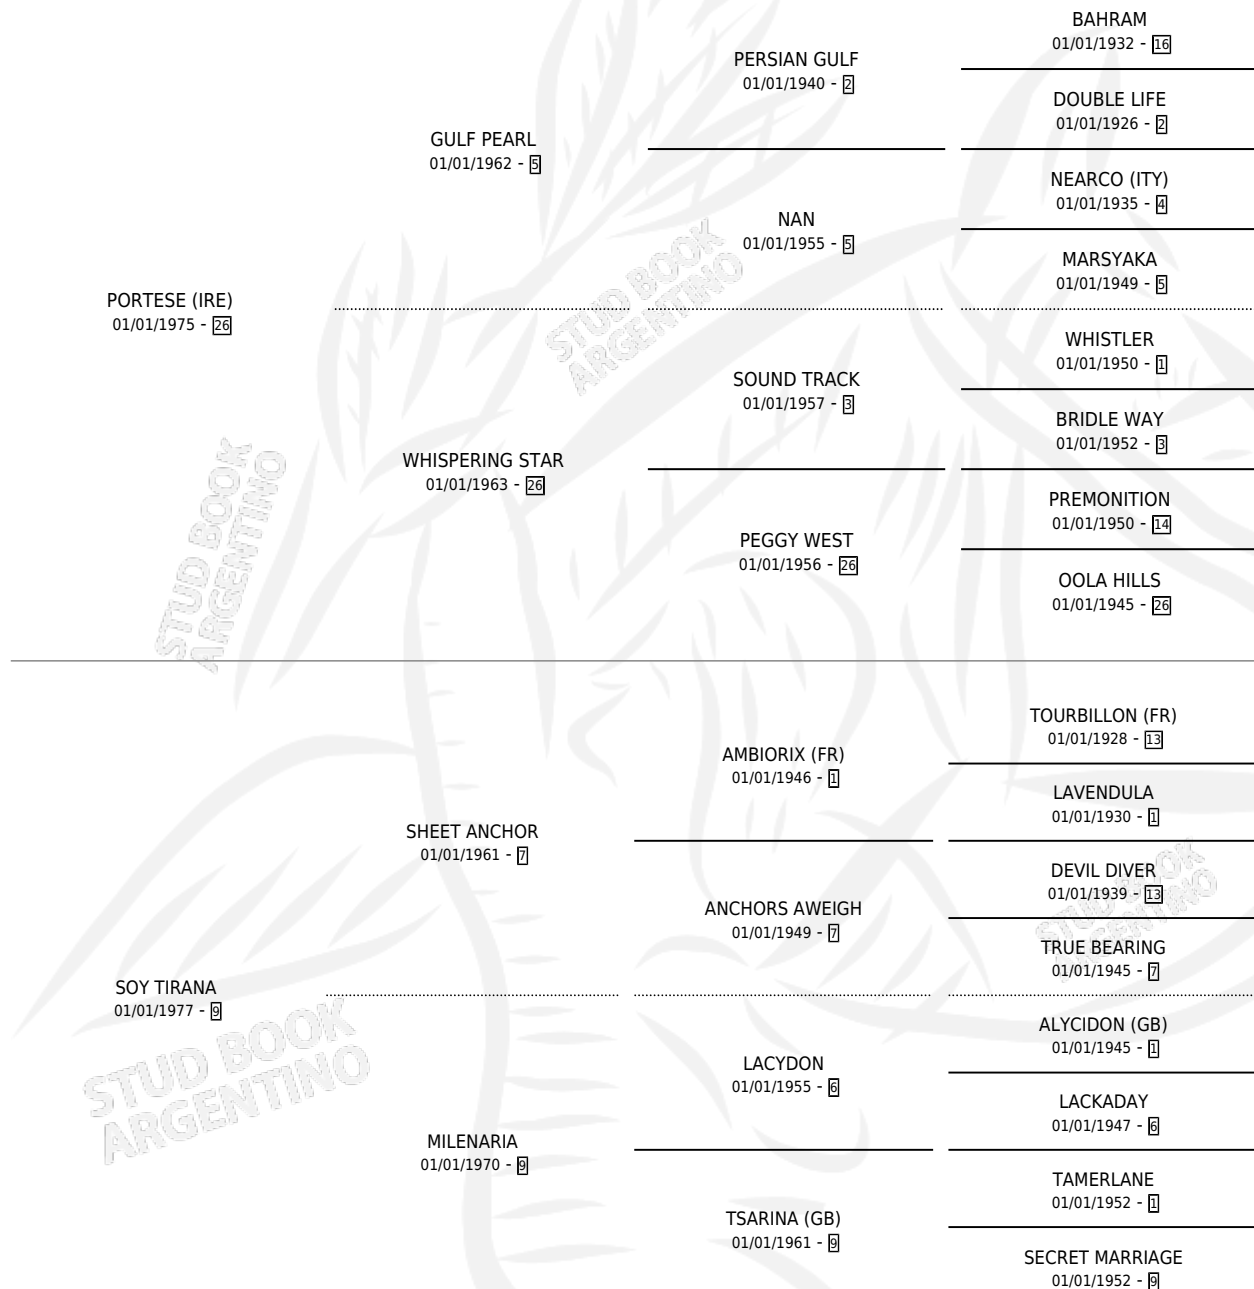 BAHRAM
01/01/1932 - 16
PERSIAN GULF
01/01/1940 - 2
DOUBLE LIFE
01/01/1926 - 2
GULF PEARL
01/01/1962 - 5
NEARCO (ITY)
01/01/1935 - 4
NAN
01/01/1955 - 5
MARSYAKA
01/01/1949 - 5
PORTESE (IRE)
01/01/1975 - 26
WHISTLER
01/01/1950 - 1
SOUND TRACK
01/01/1957 - 3
BRIDLE WAY
01/01/1952 - 3
WHISPERING STAR
01/01/1963 - 26
PREMONITION
01/01/1950 - 14
PEGGY WEST
01/01/1956 - 26
OOLA HILLS
01/01/1945 - 26
TOURBILLON (FR)
01/01/1928 - 13
AMBIORIX (FR)
01/01/1946 - 1
LAVENDULA
01/01/1930 - 1
SHEET ANCHOR
01/01/1961 - 7
DEVIL DIVER
01/01/1939 - 13
ANCHORS AWEIGH
01/01/1949 - 7
TRUE BEARING
01/01/1945 - 7
SOY TIRANA
01/01/1977 - 9
ALYCIDON (GB)
01/01/1945 - 1
LACYDON
01/01/1955 - 6
LACKADAY
01/01/1947 - 6
MILENARIA
01/01/1970 - 9
TAMERLANE
01/01/1952 - 1
TSARINA (GB)
01/01/1961 - 9
SECRET MARRIAGE
01/01/1952 - 9
STUD BOOK
ARGENTINO
STUD BOOK
ARGENTINO
STUD BOOK
ARGENTINO
STUD BOOK
ARGENTINO